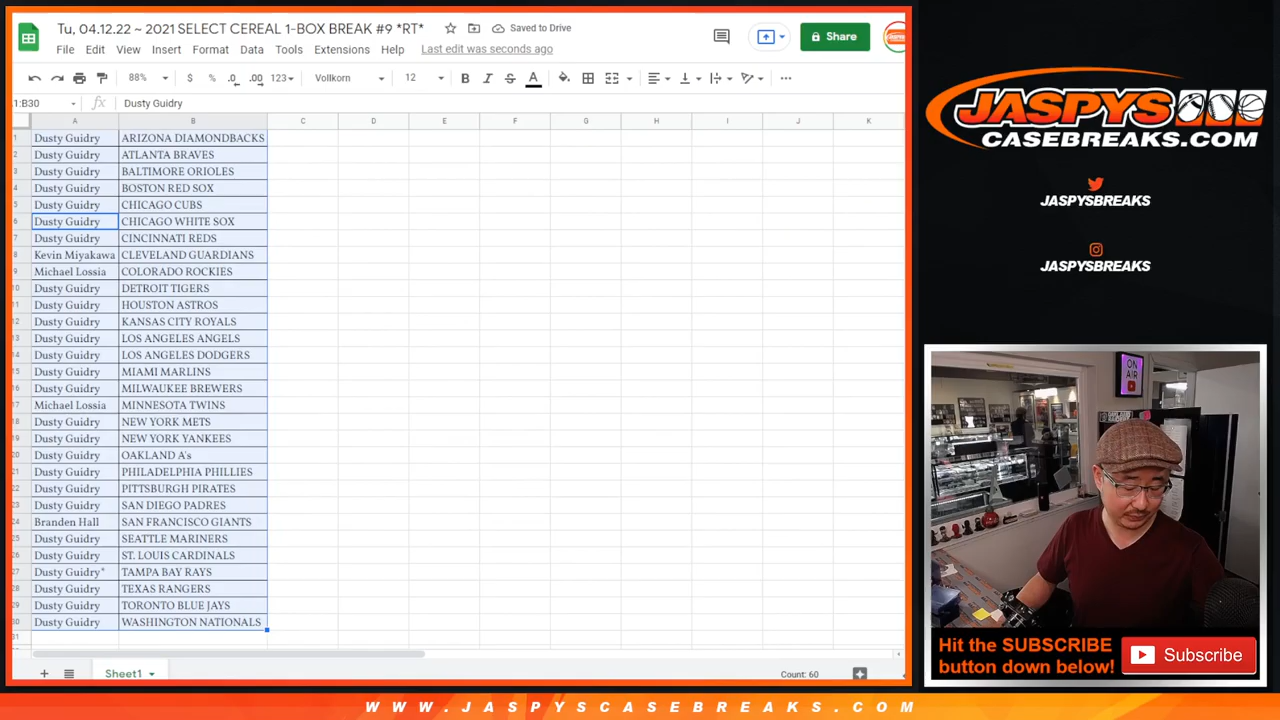 Tu, 04.12.22 ~ 2021 SELECT CEREAL 1-BOX BREAK #9 *RT*
Saved to Drive
File Edit View Insert Format Data Tools Extensions Help Last edit was seconds ago
Share
88% $ % .0 .00 123 Vollkorn 12 B I S A
1:B30 fx Dusty Guidry
A B C D E F G H I J K
1 Dusty Guidry ARIZONA DIAMONDBACKS
2 Dusty Guidry ATLANTA BRAVES
3 Dusty Guidry BALTIMORE ORIOLES
4 Dusty Guidry BOSTON RED SOX
5 Dusty Guidry CHICAGO CUBS
6 Dusty Guidry CHICAGO WHITE SOX
7 Dusty Guidry CINCINNATI REDS
8 Kevin Miyakawa CLEVELAND GUARDIANS
9 Michael Lossia COLORADO ROCKIES
10 Dusty Guidry DETROIT TIGERS
11 Dusty Guidry HOUSTON ASTROS
12 Dusty Guidry KANSAS CITY ROYALS
13 Dusty Guidry LOS ANGELES ANGELS
14 Dusty Guidry LOS ANGELES DODGERS
15 Dusty Guidry MIAMI MARLINS
16 Dusty Guidry MILWAUKEE BREWERS
17 Michael Lossia MINNESOTA TWINS
18 Dusty Guidry NEW YORK METS
19 Dusty Guidry NEW YORK YANKEES
20 Dusty Guidry OAKLAND A's
21 Dusty Guidry PHILADELPHIA PHILLIES
22 Dusty Guidry PITTSBURGH PIRATES
23 Dusty Guidry SAN DIEGO PADRES
24 Branden Hall SAN FRANCISCO GIANTS
25 Dusty Guidry SEATTLE MARINERS
26 Dusty Guidry ST. LOUIS CARDINALS
27 Dusty Guidry* TAMPA BAY RAYS
28 Dusty Guidry TEXAS RANGERS
29 Dusty Guidry TORONTO BLUE JAYS
30 Dusty Guidry WASHINGTON NATIONALS
31
Sheet1
Count: 60
JASPYS
CASEBREAKS.COM
JASPYSBREAKS
JASPYSBREAKS
ON
AIR
Hit the SUBSCRIBE
button down below!
Subscribe
WWW.JASPYSCASEBREAKS.COM